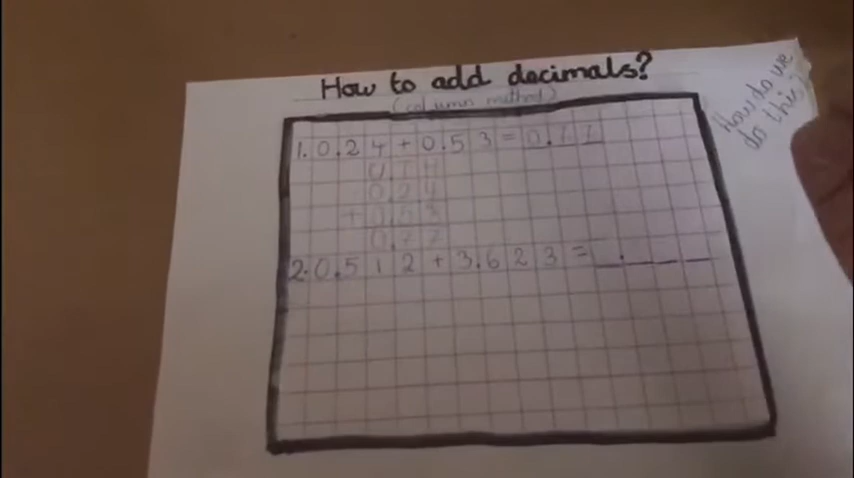 How to add decimals?
(column method)
How do we
do this?
1. 0.24 + 0.53 = 0.77
U.TH
0.24
+ 0.53
0.77
2. 0.512 + 3.623 = _._ _ _